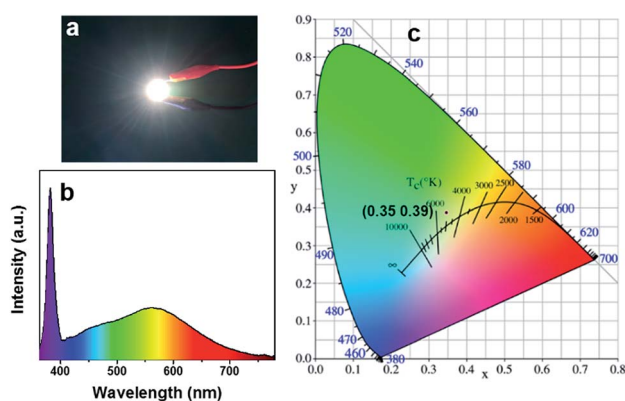 a
b
Intensity (a.u.)
400 500 600 700
Wavelength (nm)
c
0.9
0.8
0.7
0.6
0.5
y
0.4
0.3
0.2
0.1
0.0
0.0 0.1 0.2 0.3 0.4 0.5 0.6 0.7 0.8
x
520
540
560
500
580
600
620
700
490
480
470
460
380
Tc(°K)
4000 3000 2500
6000
(0.35 0.39)
2000 1500
10000
∞